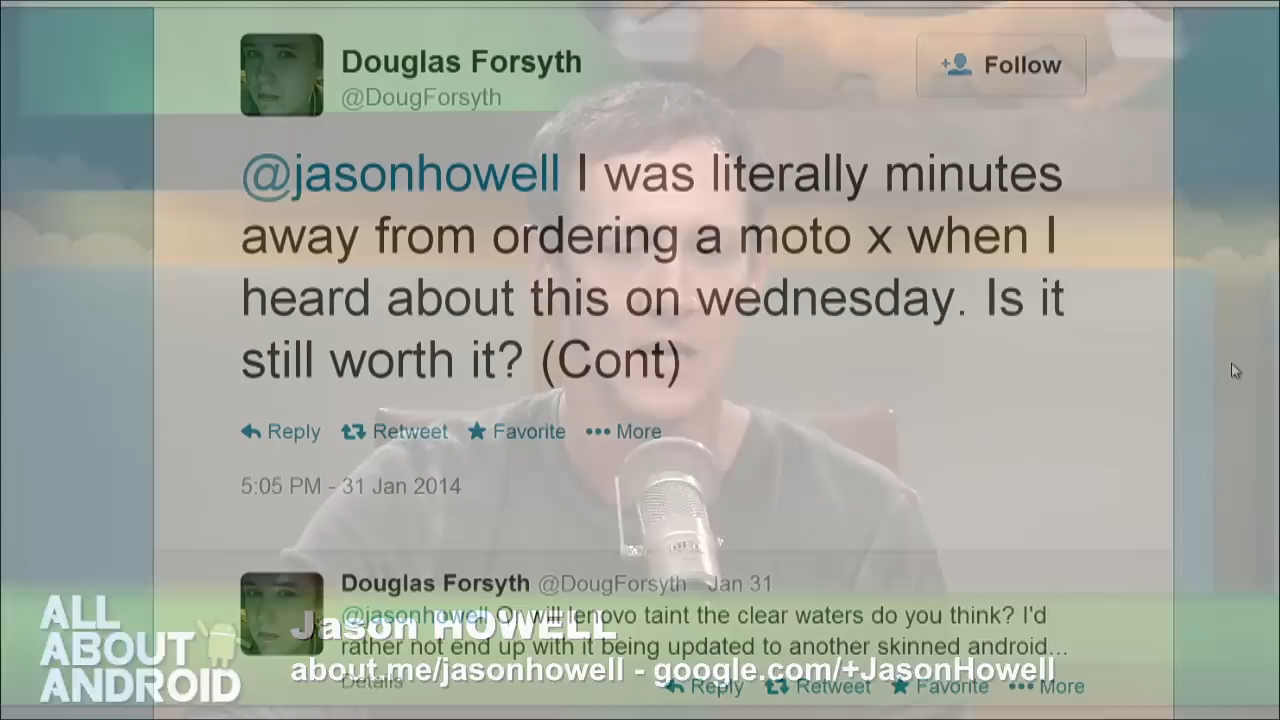 Douglas Forsyth
@DougForsyth
Follow
@jasonhowell I was literally minutes
away from ordering a moto x when I
heard about this on wednesday. Is it
still worth it? (Cont)
Reply Retweet Favorite More
5:05 PM - 31 Jan 2014
Douglas Forsyth @DougForsyth Jan 31
@jasonhowell Or will lenovo taint the clear waters do you think? I'd
rather not end up with it being updated to another skinned android...
Details
Reply Retweet Favorite More
ALL
ABOUT
ANDROID
Jason HOWELL
about.me/jasonhowell - google.com/+JasonHowell